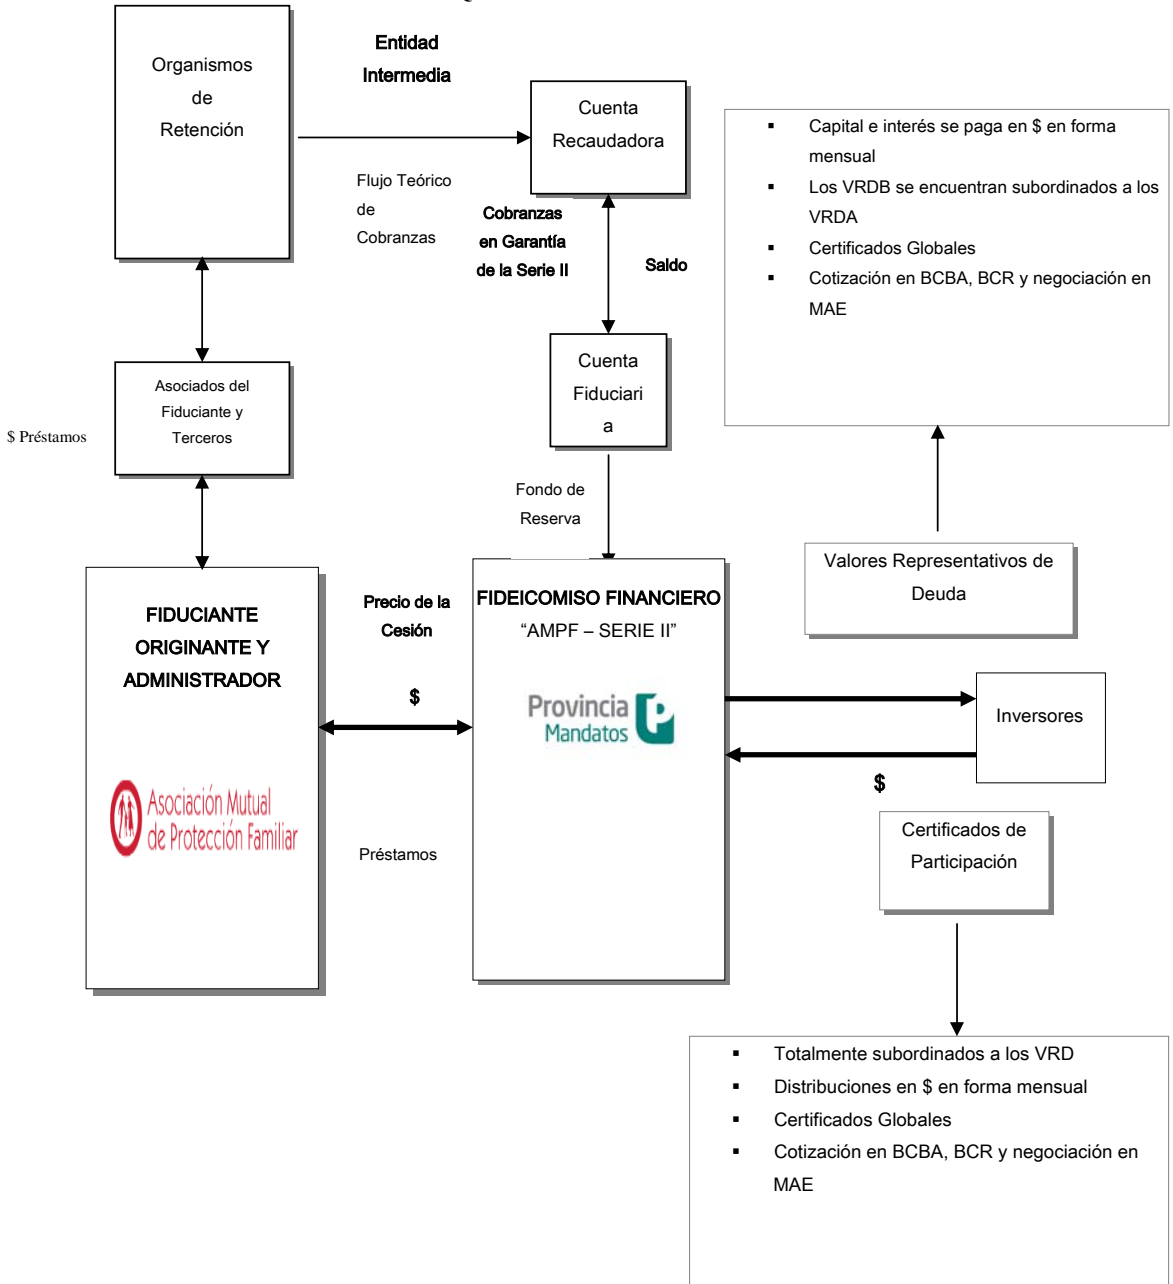 Organismos
de
Retención
Entidad
Intermedia
Cuenta
Recaudadora
Flujo Teórico
de
Cobranzas
Cobranzas
en Garantía
de la Serie II
Saldo
▪ Capital e interés se paga en $ en forma
mensual
▪ Los VRDB se encuentran subordinados a los
VRDA
▪ Certificados Globales
▪ Cotización en BCBA, BCR y negociación en
MAE
Asociados del
Fiduciante y
Terceros
$ Préstamos
Cuenta
Fiduciari
a
Fondo de
Reserva
Valores Representativos de
Deuda
FIDUCIANTE
ORIGINANTE Y
ADMINISTRADOR
Asociación Mutual
de Protección Familiar
Precio de la
Cesión
$
Préstamos
FIDEICOMISO FINANCIERO
“AMPF – SERIE II”
Provincia
Mandatos
Inversores
$
Certificados de
Participación
▪ Totalmente subordinados a los VRD
▪ Distribuciones en $ en forma mensual
▪ Certificados Globales
▪ Cotización en BCBA, BCR y negociación en
MAE